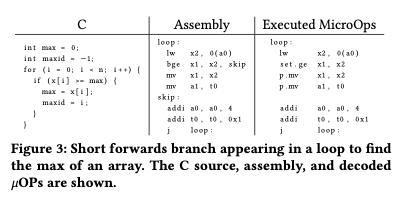 C Assembly Executed MicroOps
int max = 0;
int maxid = −1;
for (i = 0; i < n; i++) {
if (x[i] >= max) {
max = x[i];
maxid = i;
}
}
loop:
lw x2, 0(a0)
bge x1, x2, skip
mv x1, x2
mv a1, t0
skip:
addi a0, a0, 4
addi t0, t0, 0x1
j loop:
loop:
lw x2, 0(a0)
set.ge x1, x2
p.mv x1, x2
p.mv a1, t0
addi a0, a0, 4
addi t0, t0, 0x1
j loop:
Figure 3: Short forwards branch appearing in a loop to find
the max of an array. The C source, assembly, and decoded
μOPs are shown.